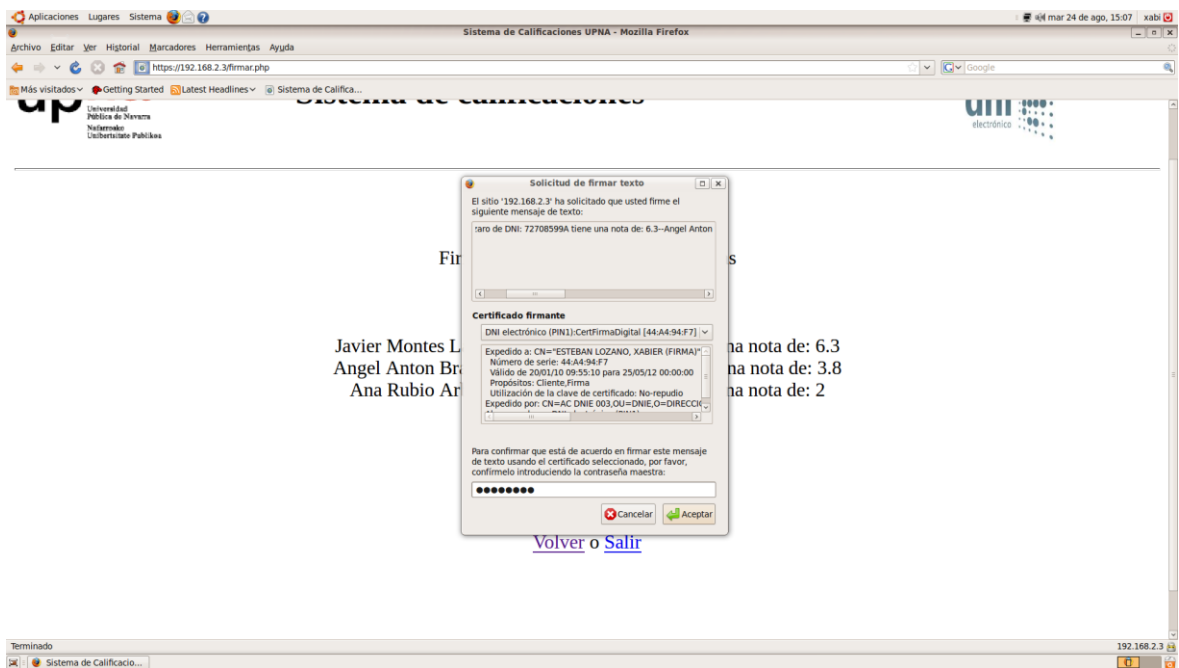 Aplicaciones Lugares Sistema mar 24 de ago, 15:07 xabi
Sistema de Calificaciones UPNA - Mozilla Firefox
Archivo Editar Ver Historial Marcadores Herramientas Ayuda
https://192.168.2.3/firmar.php Google
Más visitados Getting Started Latest Headlines Sistema de Califica...
Sistema de calificaciones
Universidad
Pública de Navarra
Nafarroako
Unibertsitate Publikoa
electrónico
Solicitud de firmar texto
El sitio '192.168.2.3' ha solicitado que usted firme el
siguiente mensaje de texto:
zaro de DNI: 72708599A tiene una nota de: 6.3--Angel Anton
Fir s
Certificado firmante
DNI electrónico (PIN1):CertFirmaDigital [44:A4:94:F7]
Expedido a: CN="ESTEBAN LOZANO, XABIER (FIRMA)"
Número de serie: 44:A4:94:F7
Válido de 20/01/10 09:55:10 para 25/05/12 00:00:00
Propósitos: Cliente,Firma
Utilización de la clave de certificado: No-repudio
Expedido por: CN=AC DNIE 003,OU=DNIE,O=DIRECCI
Javier Montes L na nota de: 6.3
Angel Anton Bra na nota de: 3.8
Ana Rubio Ar na nota de: 2
Para confirmar que está de acuerdo en firmar este mensaje
de texto usando el certificado seleccionado, por favor,
confírmelo introduciendo la contraseña maestra:
Cancelar Aceptar
Volver o Salir
Terminado 192.168.2.3
Sistema de Calificacio...